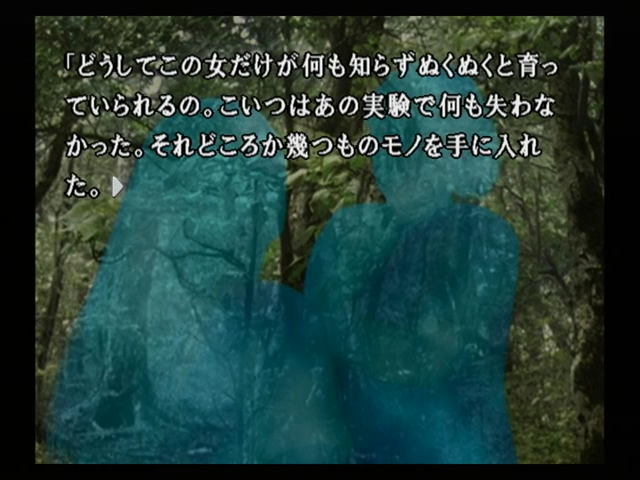 「どうしてこの女だけが何も知らずぬくぬくと育っ
ていられるの。こいつはあの実験で何も失わな
かった。それどころか幾つものモノを手に入れ
た。